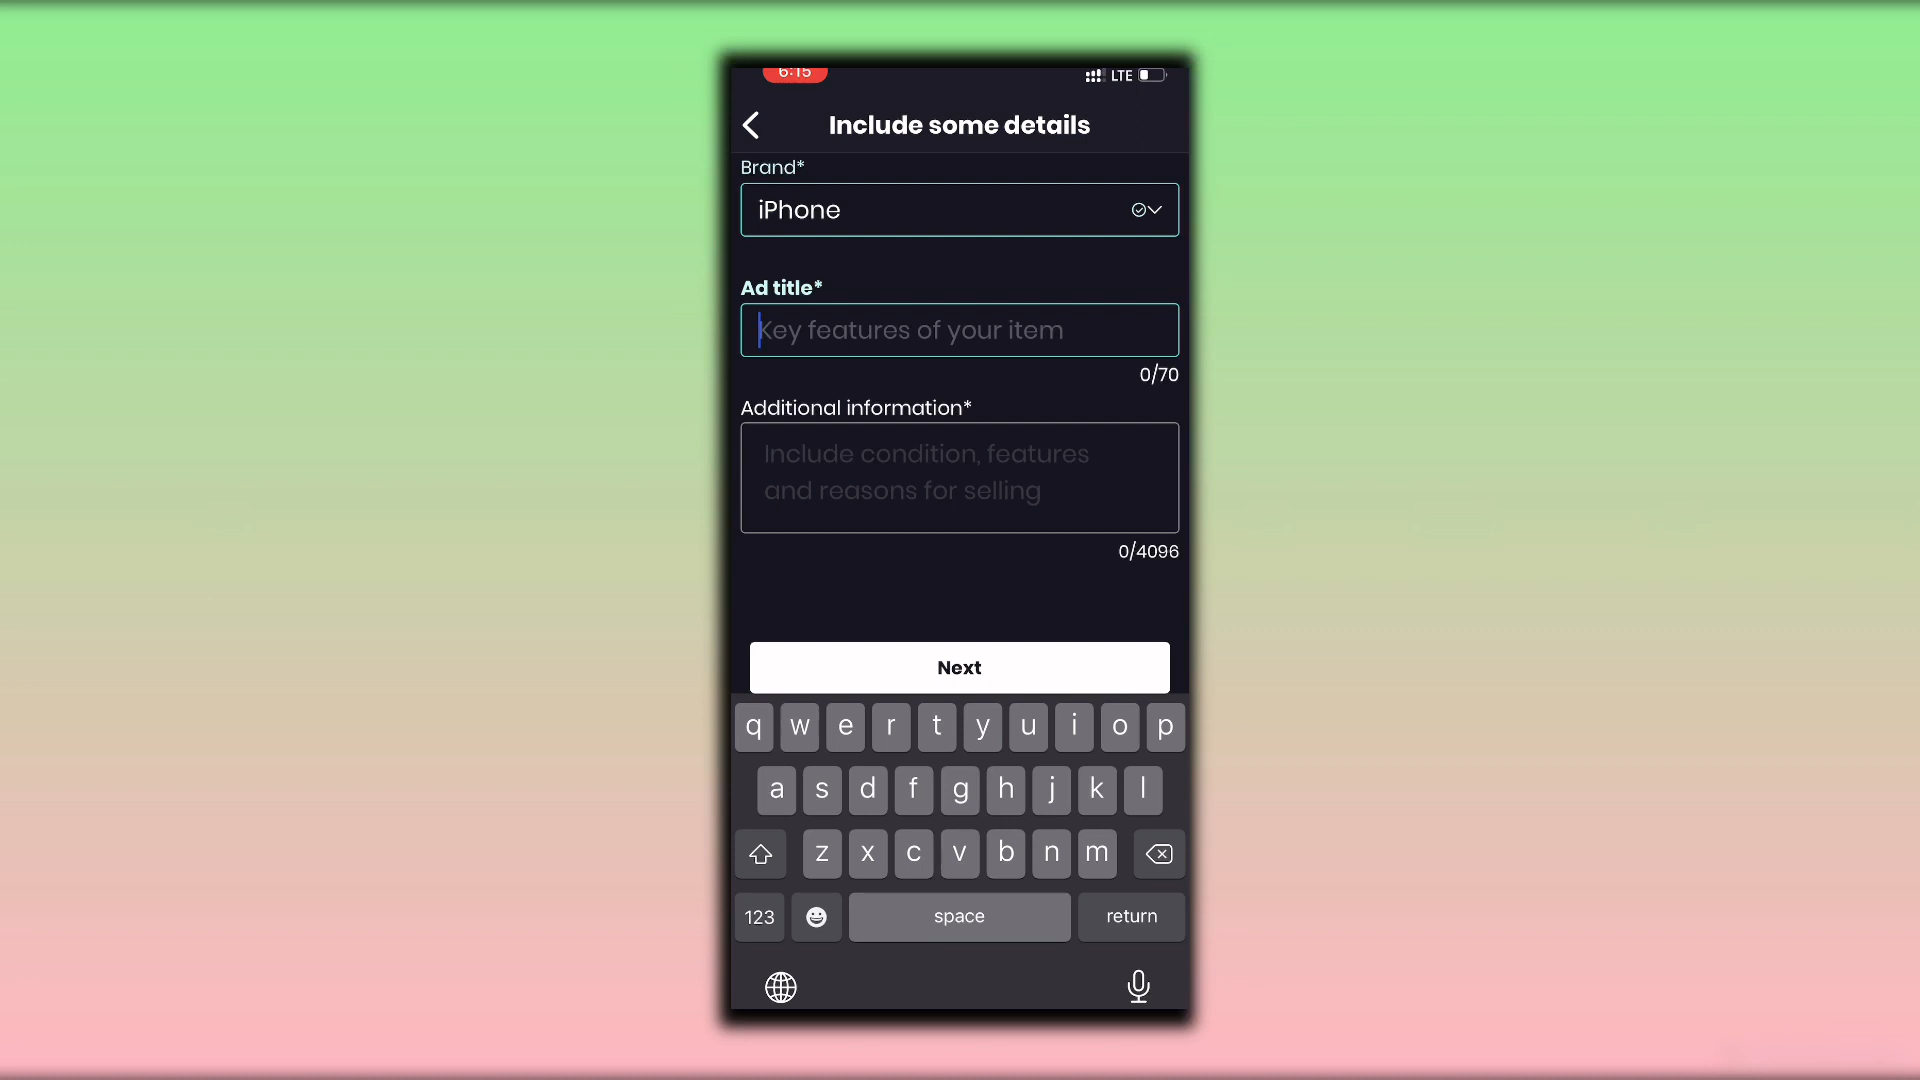 6:15 LTE
Include some details
Brand*
iPhone
Ad title*
Key features of your item
0/70
Additional information*
Include condition, features
and reasons for selling
0/4096
Next
q w e r t y u i o p
a s d f g h j k l
z x c v b n m
123 space return